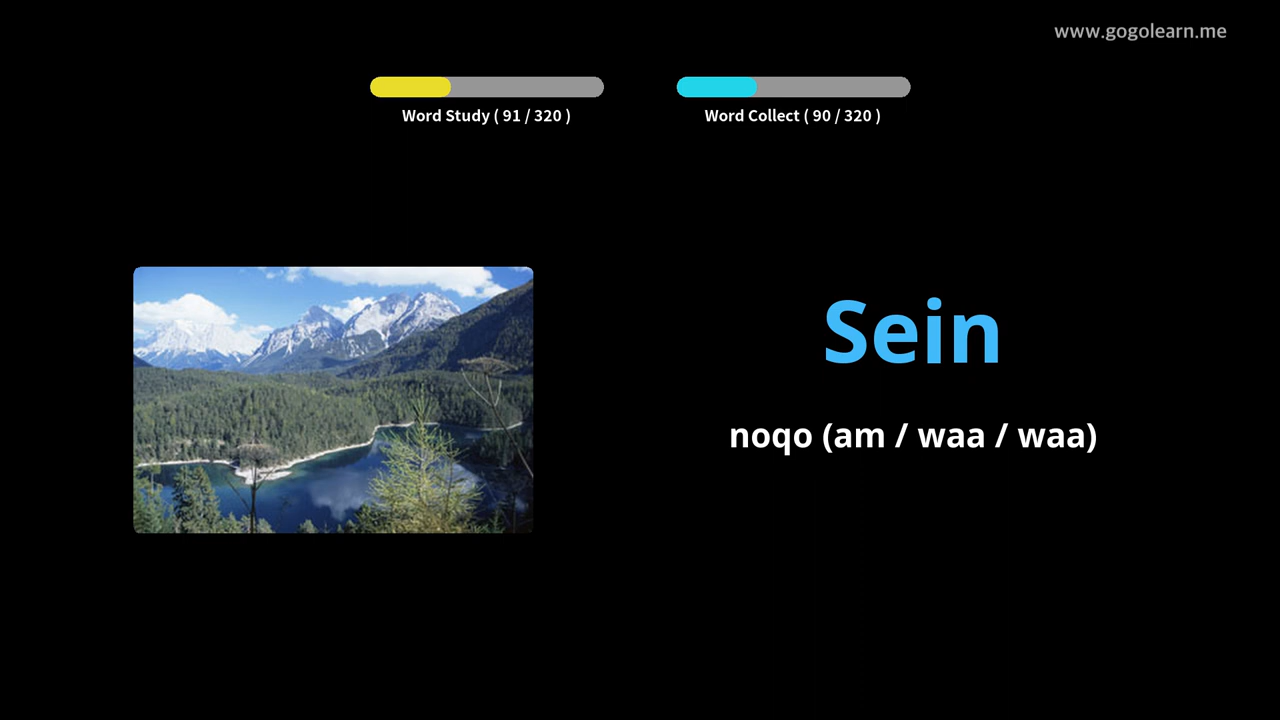 www.gogolearn.me
Word Study ( 91 / 320 )
Word Collect ( 90 / 320 )
Sein
noqo (am / waa / waa)